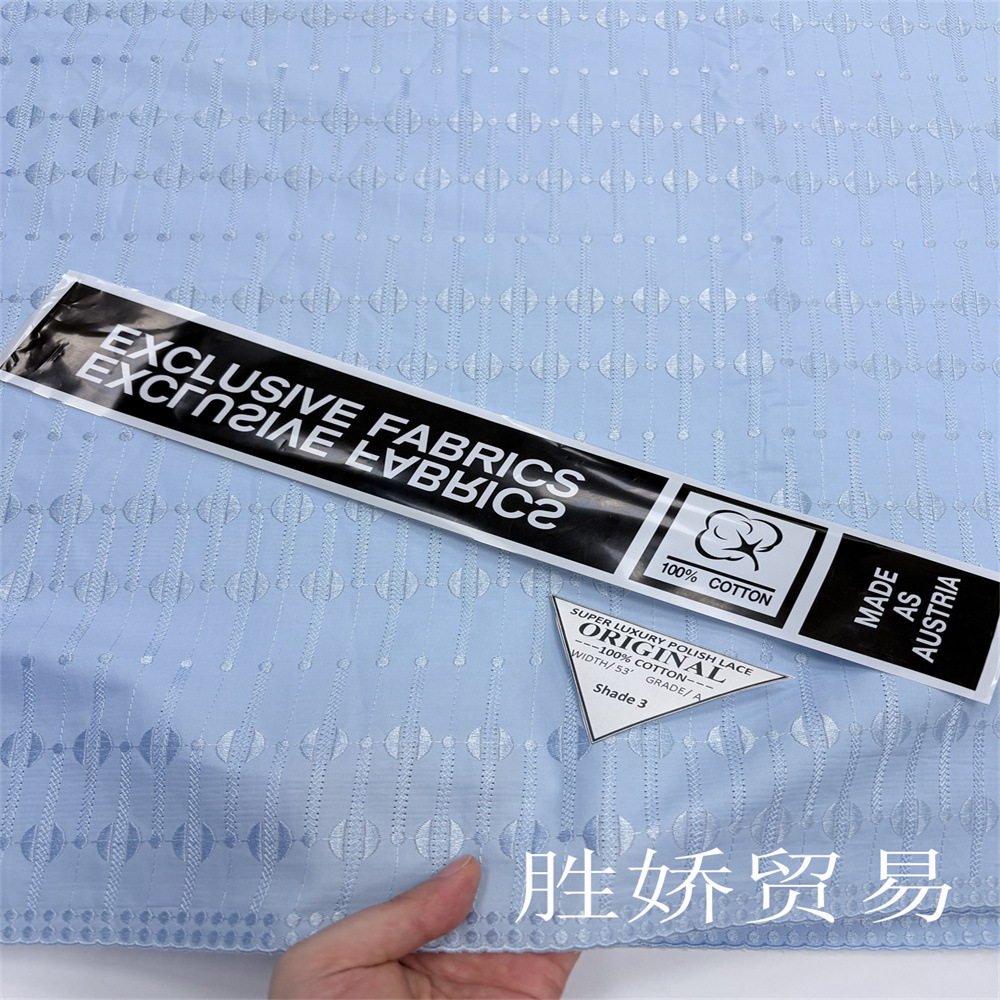 EXCLUSIVE FABRICS
EXCLUSIVE FABRICS
100% COTTON
MADE
AS
AUSTRIA
SUPER LUXURY POLISH LACE
ORIGINAL
---100% COTTON---
WIDTH/ 53' GRADE/ A
Shade 3
胜娇贸易